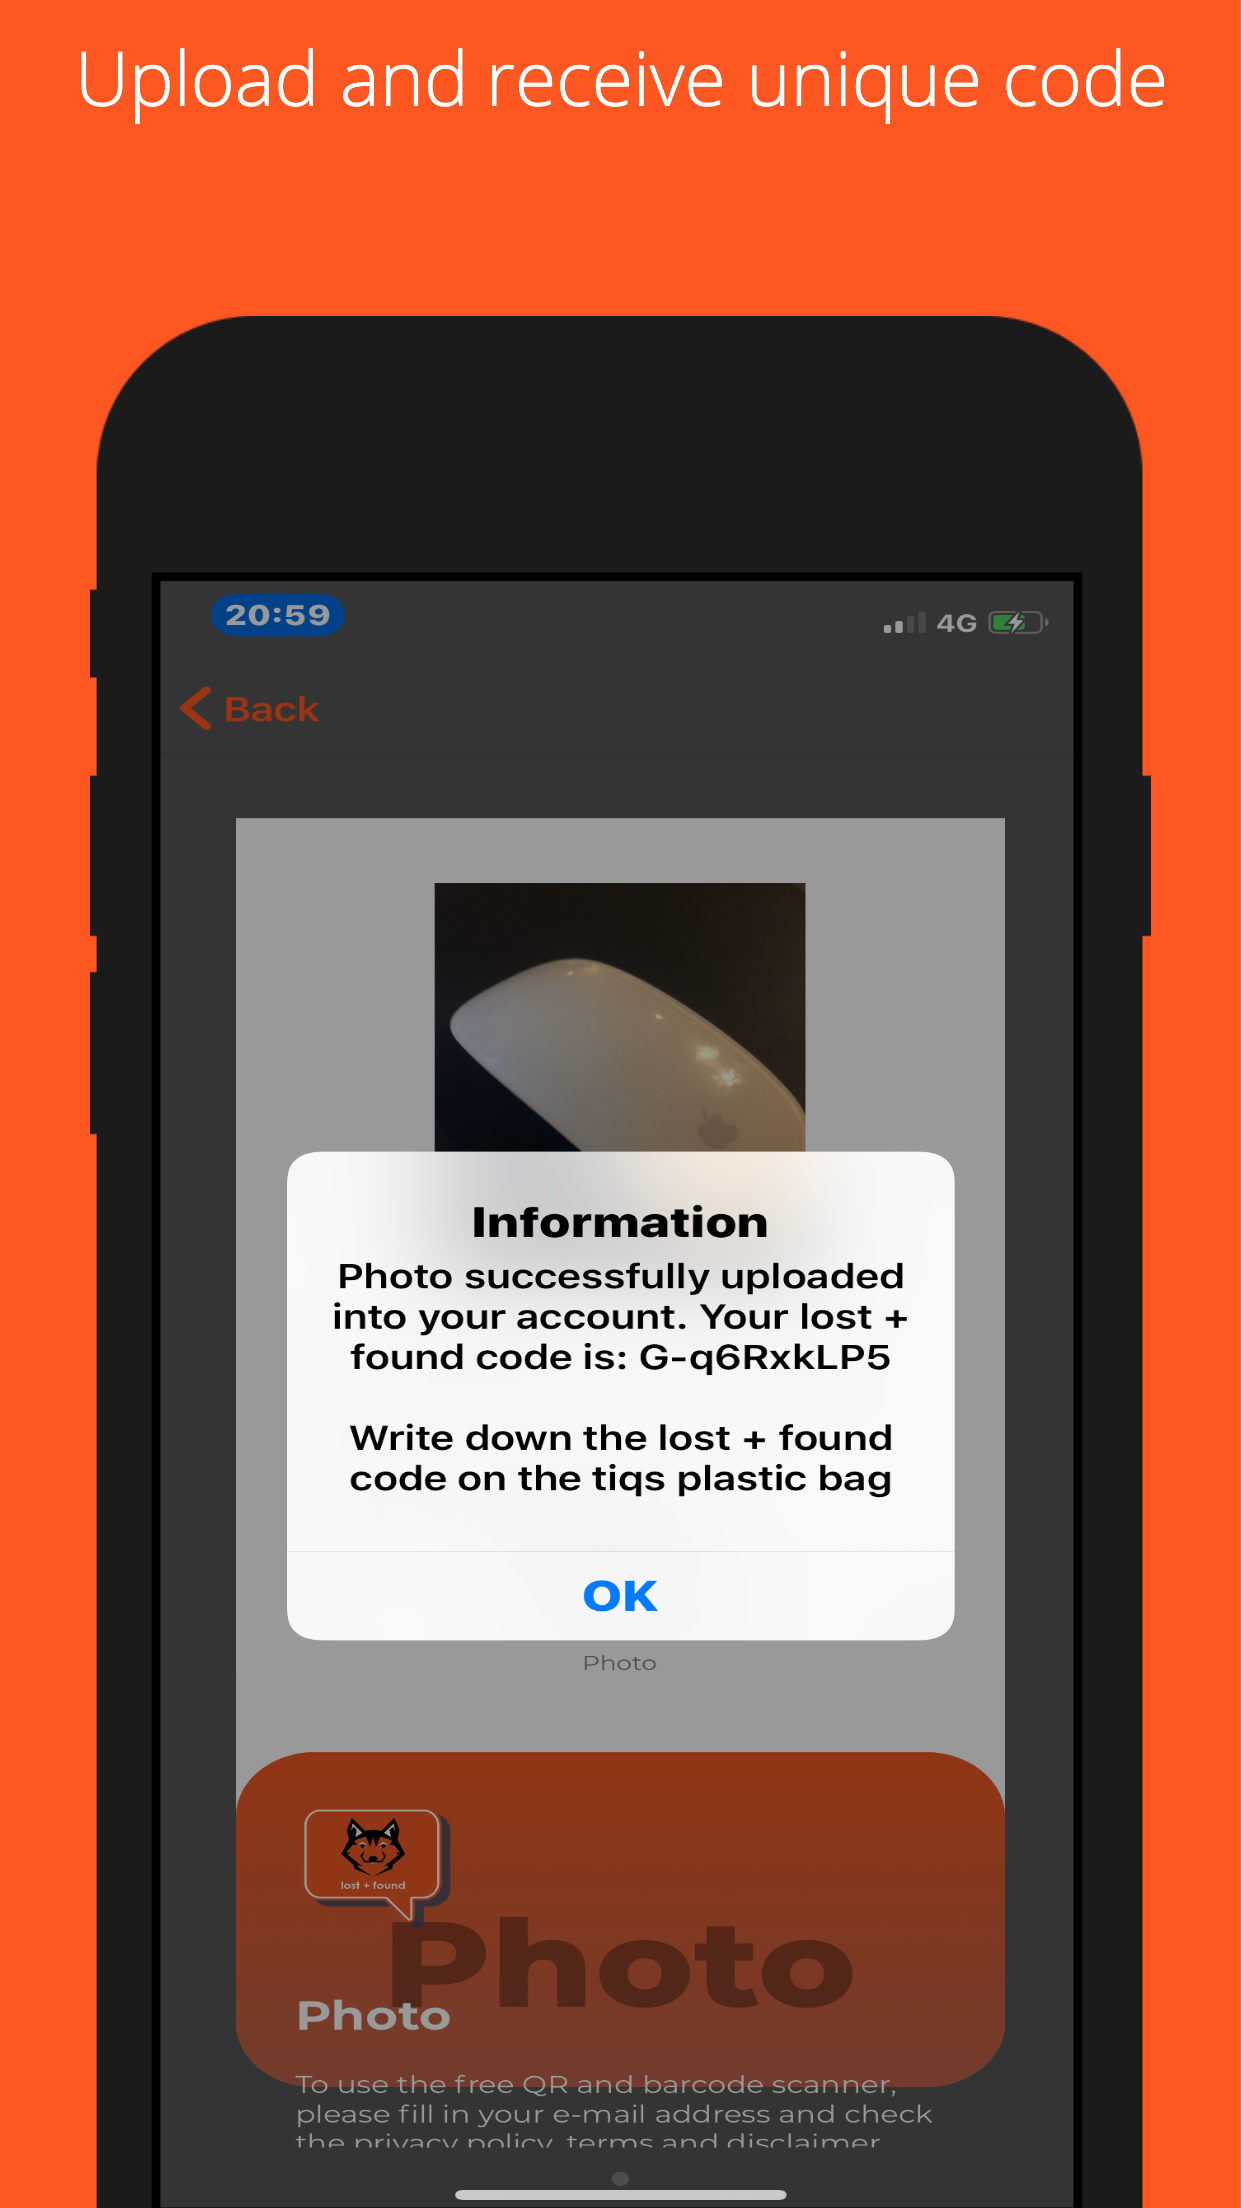 Upload and receive unique code
20:59
4G
Back
Information
Photo successfully uploaded
into your account. Your lost +
found code is: G-q6RxkLP5
Write down the lost + found
code on the tiqs plastic bag
OK
Photo
lost + found
Photo
Photo
To use the free QR and barcode scanner,
please fill in your e-mail address and check
the privacy policy, terms and disclaimer